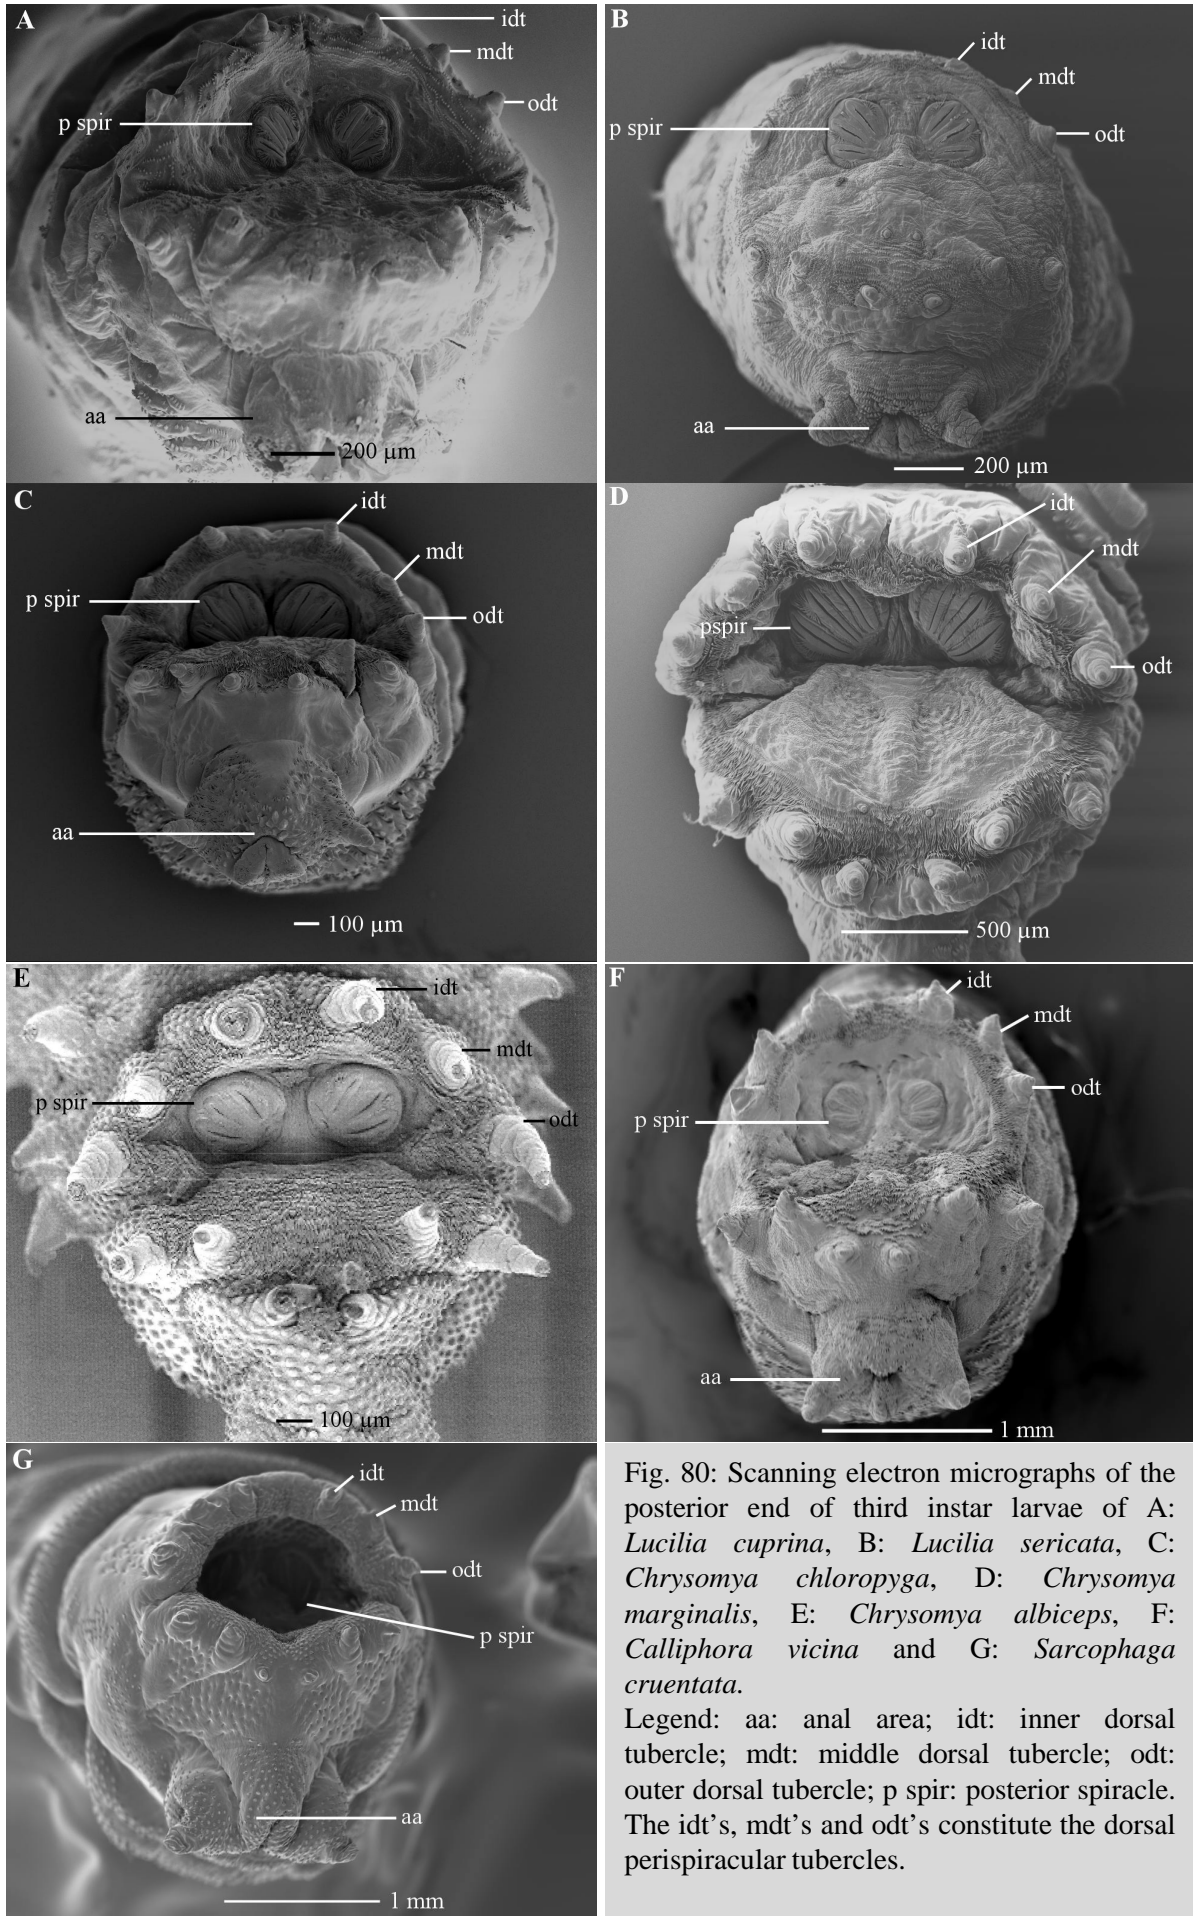 A
idt
mdt
odt
p spir
aa
200 µm
B
idt
mdt
odt
p spir
aa
200 µm
C
idt
mdt
odt
p spir
aa
100 µm
D
idt
mdt
odt
pspir
500 µm
E
idt
mdt
odt
p spir
100 µm
F
idt
mdt
odt
p spir
aa
1 mm
G
idt
mdt
odt
p spir
aa
1 mm
Fig. 80: Scanning electron micrographs of the
posterior end of third instar larvae of A:
Lucilia cuprina, B: Lucilia sericata, C:
Chrysomya chloropyga, D: Chrysomya
marginalis, E: Chrysomya albiceps, F:
Calliphora vicina and G: Sarcophaga
cruentata.
Legend: aa: anal area; idt: inner dorsal
tubercle; mdt: middle dorsal tubercle; odt:
outer dorsal tubercle; p spir: posterior spiracle.
The idt’s, mdt’s and odt’s constitute the dorsal
perispiracular tubercles.